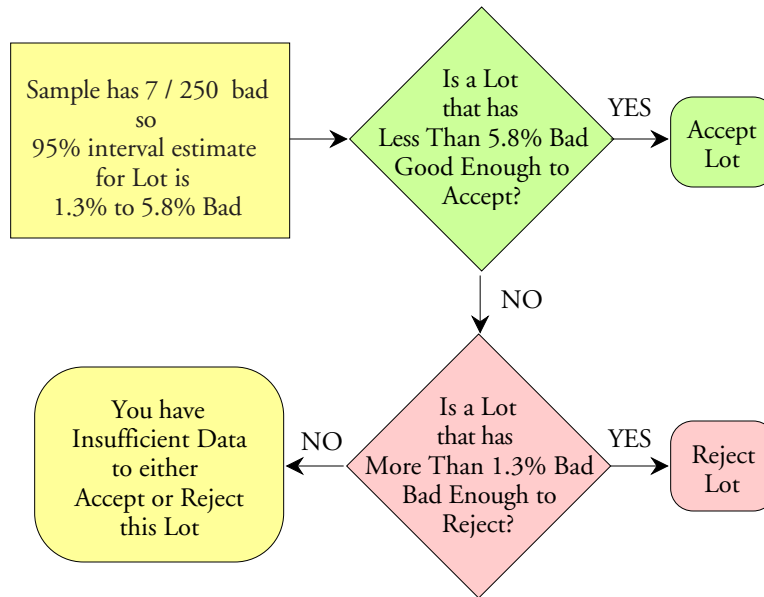 Sample has 7 / 250 bad
so
95% interval estimate
for Lot is
1.3% to 5.8% Bad
Is a Lot
that has
Less Than 5.8% Bad
Good Enough to
Accept?
YES
Accept
Lot
NO
Is a Lot
that has
More Than 1.3% Bad
Bad Enough to
Reject?
YES
Reject
Lot
NO
You have
Insufficient Data
to either
Accept or Reject
this Lot